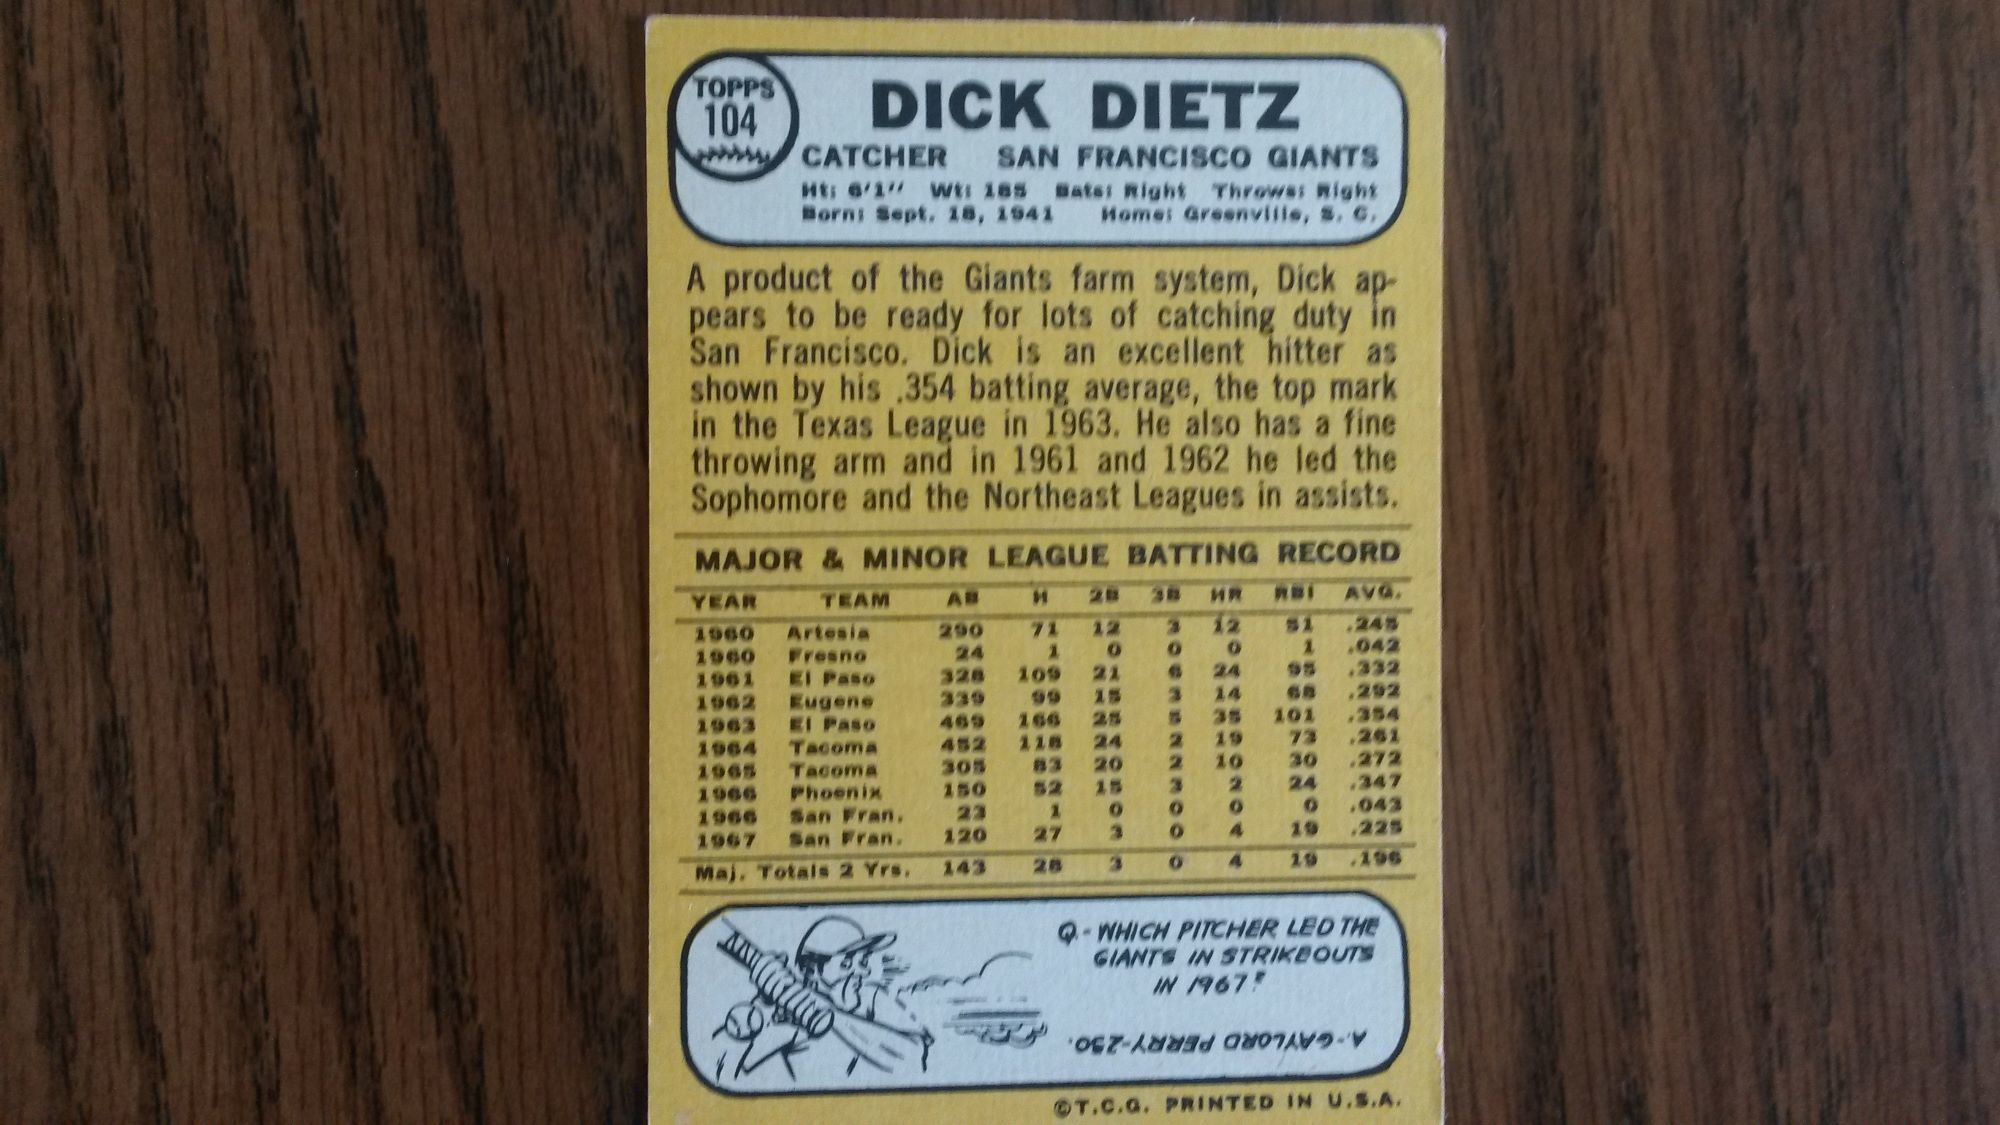 TOPPS
104
DICK DIETZ
CATCHER SAN FRANCISCO GIANTS
Ht: 6'1" Wt: 185 Bats: Right Throws: Right
Born: Sept. 18, 1941 Home: Greenville, S. C.
A product of the Giants farm system, Dick ap-
pears to be ready for lots of catching duty in
San Francisco. Dick is an excellent hitter as
shown by his .354 batting average, the top mark
in the Texas League in 1963. He also has a fine
throwing arm and in 1961 and 1962 he led the
Sophomore and the Northeast Leagues in assists.
MAJOR & MINOR LEAGUE BATTING RECORD
YEAR TEAM AB H 2B 3B HR RBI AVG.
1960 Artesia 290 71 12 3 12 51 .245
1960 Fresno 24 1 0 0 0 1 .042
1961 El Paso 328 109 21 6 24 95 .332
1962 Eugene 339 99 15 3 14 68 .292
1963 El Paso 469 166 25 5 35 101 .354
1964 Tacoma 452 118 24 2 19 73 .261
1965 Tacoma 305 83 20 2 10 30 .272
1966 Phoenix 150 52 15 3 2 24 .347
1966 San Fran. 23 1 0 0 0 0 .043
1967 San Fran. 120 27 3 0 4 19 .225
Maj. Totals 2 Yrs. 143 28 3 0 4 19 .196
Q-WHICH PITCHER LED THE
GIANTS IN STRIKEOUTS
IN 1967?
A-GAYLORD PERRY-230.
©T.C.G. PRINTED IN U.S.A.